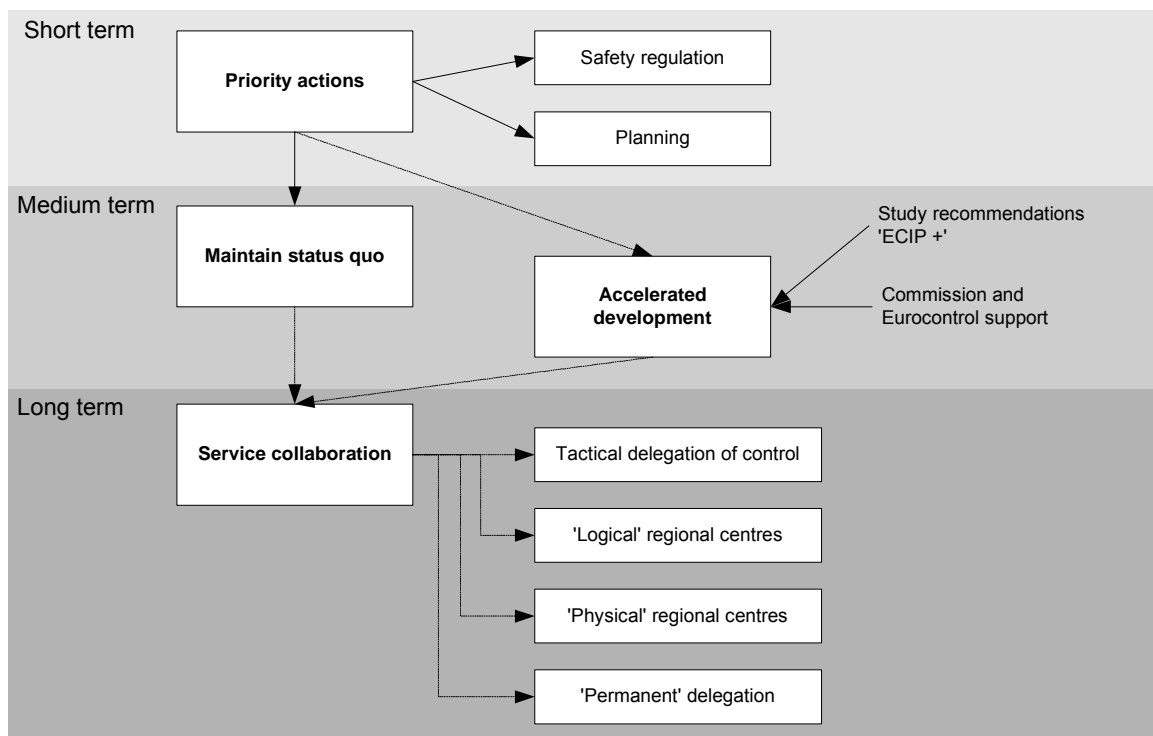 Short term
Priority actions
Safety regulation
Planning
Medium term
Maintain status quo
Accelerated
development
Study recommendations
'ECIP +'
Commission and
Eurocontrol support
Long term
Service collaboration
Tactical delegation of control
'Logical' regional centres
'Physical' regional centres
'Permanent' delegation